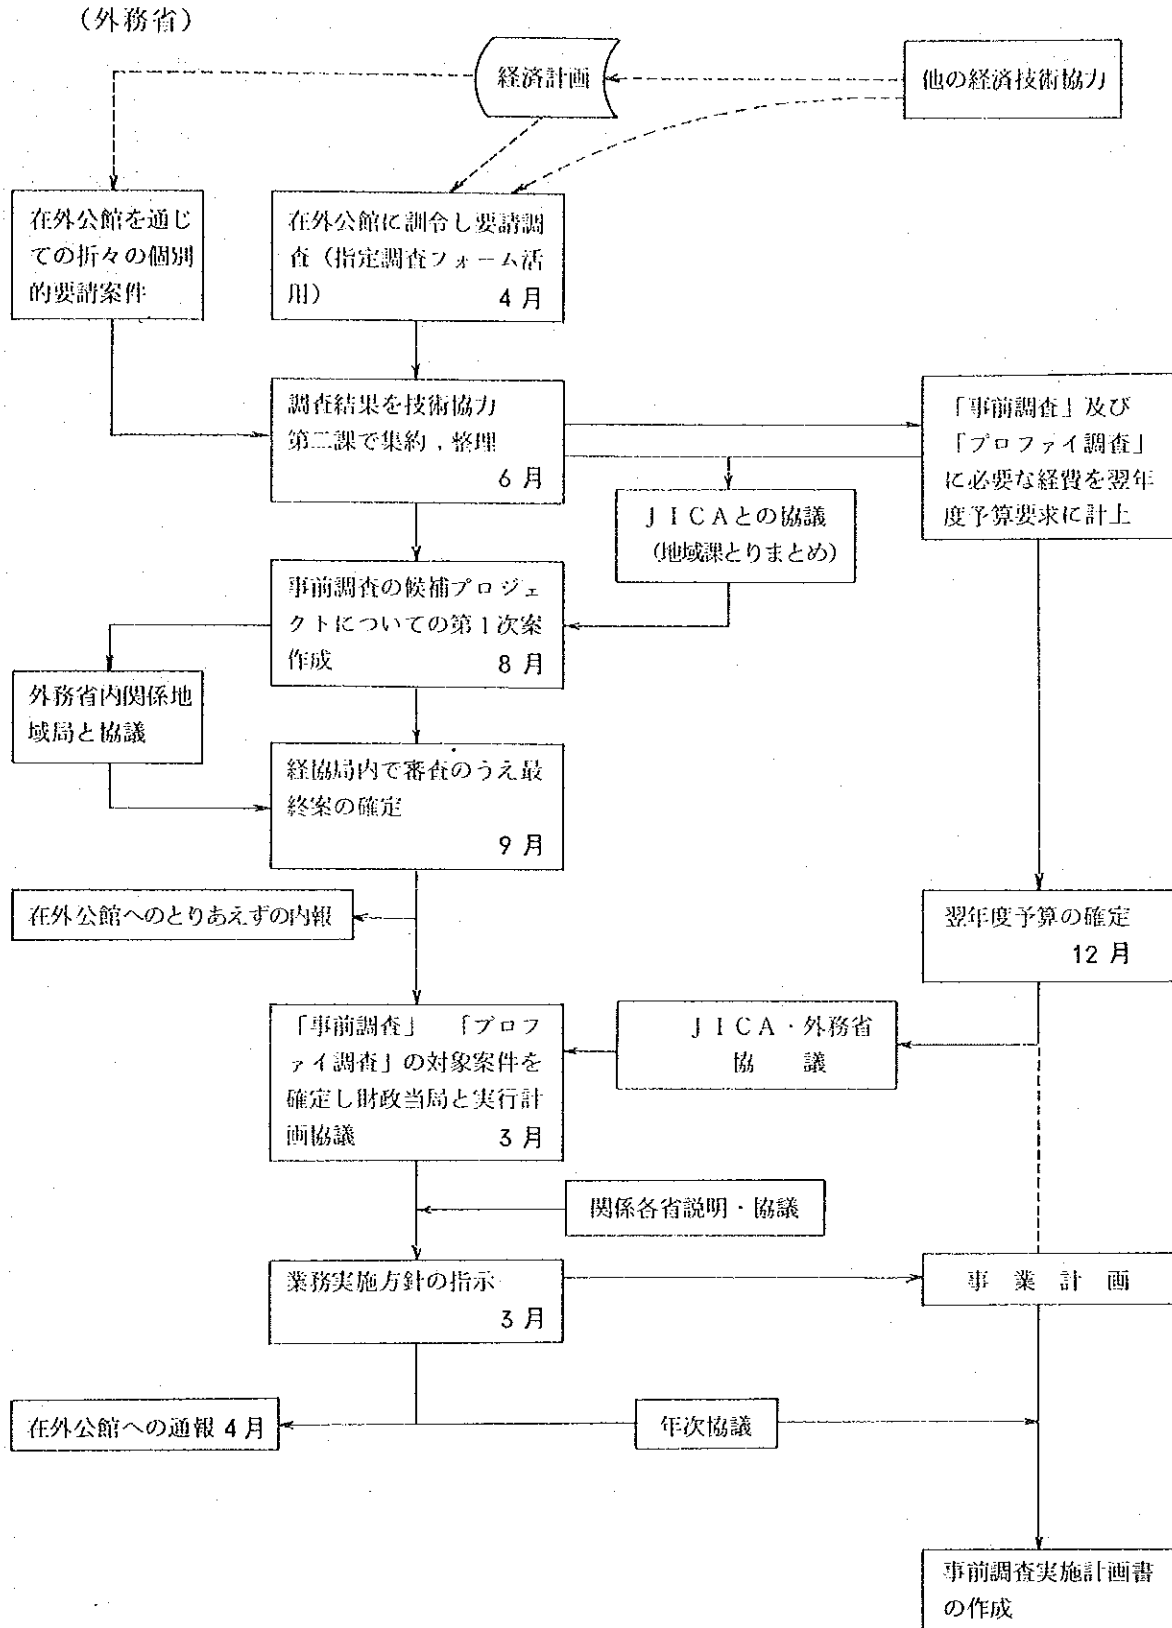 （外務省）
経済計画
他の経済技術協力
在外公館を通じ
ての折々の個別
的要請案件
在外公館に訓令し要請調
査（指定調査フォーム活
用） 4月
調査結果を技術協力
第二課で集約，整理
6月
「事前調査」及び
「プロファイ調査」
に必要な経費を翌年
度予算要求に計上
ＪＩＣＡとの協議
（地域課とりまとめ）
事前調査の候補プロジェ
クトについての第1次案
作成 8月
外務省内関係地
域局と協議
経協局内で審査のうえ最
終案の確定
9月
在外公館へのとりあえずの内報
翌年度予算の確定
12月
「事前調査」 「プロフ
ァイ調査」の対象案件を
確定し財政当局と実行計
画協議 3月
ＪＩＣＡ・外務省
協 議
関係各省説明・協議
業務実施方針の指示
3月
事 業 計 画
在外公館への通報 4月
年次協議
事前調査実施計画書
の作成